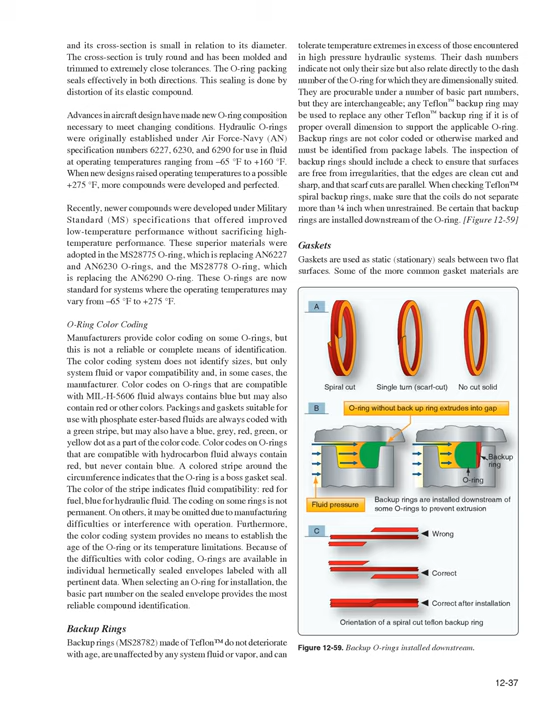 and its cross-section is small in relation to its diameter.
The cross-section is truly round and has been molded and
trimmed to extremely close tolerances. The O-ring packing
seals effectively in both directions. This sealing is done by
distortion of its elastic compound.
Advances in aircraft design have made new O-ring composition
necessary to meet changing conditions. Hydraulic O-rings
were originally established under Air Force-Navy (AN)
specification numbers 6227, 6230, and 6290 for use in fluid
at operating temperatures ranging from –65 °F to +160 °F.
When new designs raised operating temperatures to a possible
+275 °F, more compounds were developed and perfected.
Recently, newer compounds were developed under Military
Standard (MS) specifications that offered improved
low-temperature performance without sacrificing high-
temperature performance. These superior materials were
adopted in the MS28775 O-ring, which is replacing AN6227
and AN6230 O-rings, and the MS28778 O-ring, which
is replacing the AN6290 O-ring. These O-rings are now
standard for systems where the operating temperatures may
vary from –65 °F to +275 °F.
O-Ring Color Coding
Manufacturers provide color coding on some O-rings, but
this is not a reliable or complete means of identification.
The color coding system does not identify sizes, but only
system fluid or vapor compatibility and, in some cases, the
manufacturer. Color codes on O-rings that are compatible
with MIL-H-5606 fluid always contains blue but may also
contain red or other colors. Packings and gaskets suitable for
use with phosphate ester-based fluids are always coded with
a green stripe, but may also have a blue, grey, red, green, or
yellow dot as a part of the color code. Color codes on O-rings
that are compatible with hydrocarbon fluid always contain
red, but never contain blue. A colored stripe around the
circumference indicates that the O-ring is a boss gasket seal.
The color of the stripe indicates fluid compatibility: red for
fuel, blue for hydraulic fluid. The coding on some rings is not
permanent. On others, it may be omitted due to manufacturing
difficulties or interference with operation. Furthermore,
the color coding system provides no means to establish the
age of the O-ring or its temperature limitations. Because of
the difficulties with color coding, O-rings are available in
individual hermetically sealed envelopes labeled with all
pertinent data. When selecting an O-ring for installation, the
basic part number on the sealed envelope provides the most
reliable compound identification.
Backup Rings
Backup rings (MS28782) made of Teflon™ do not deteriorate
with age, are unaffected by any system fluid or vapor, and can
tolerate temperature extremes in excess of those encountered
in high pressure hydraulic systems. Their dash numbers
indicate not only their size but also relate directly to the dash
number of the O-ring for which they are dimensionally suited.
They are procurable under a number of basic part numbers,
but they are interchangeable; any Teflon™ backup ring may
be used to replace any other Teflon™ backup ring if it is of
proper overall dimension to support the applicable O-ring.
Backup rings are not color coded or otherwise marked and
must be identified from package labels. The inspection of
backup rings should include a check to ensure that surfaces
are free from irregularities, that the edges are clean cut and
sharp, and that scarf cuts are parallel. When checking Teflon™
spiral backup rings, make sure that the coils do not separate
more than ¼ inch when unrestrained. Be certain that backup
rings are installed downstream of the O-ring. [Figure 12-59]
Gaskets
Gaskets are used as static (stationary) seals between two flat
surfaces. Some of the more common gasket materials are
A
Spiral cut
Single turn (scarf-cut)
No cut solid
B
O-ring without back up ring extrudes into gap
Backup
ring
O-ring
Fluid pressure
Backup rings are installed downstream of
some O-rings to prevent extrusion
C
Wrong
Correct
Correct after installation
Orientation of a spiral cut teflon backup ring
Figure 12-59. Backup O-rings installed downstream.
12-37